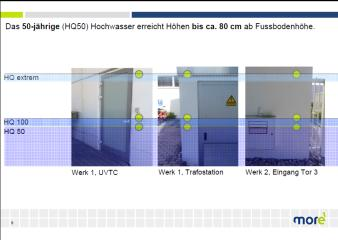 Das 50-jährige (HQ50) Hochwasser erreicht Höhen bis ca. 80 cm ab Fussbodenhöhe.
HQ extrem
HQ 100
HQ 50
Werk 1, UVTC
Werk 1, Trafostation
Werk 2, Eingang Tor 3
more